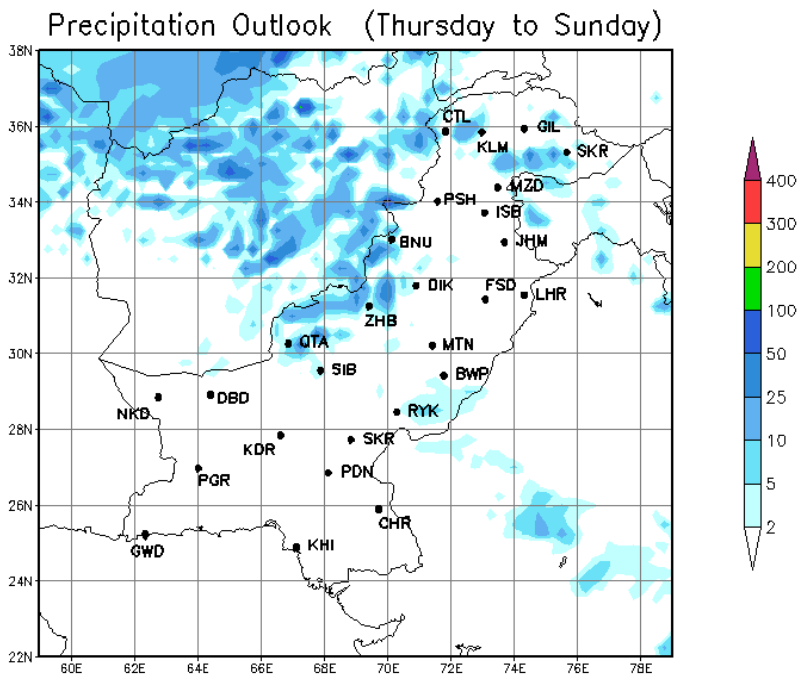 Precipitation Outlook (Thursday to Sunday)
38N
36N
34N
32N
30N
28N
26N
24N
22N
60E 62E 64E 66E 68E 70E 72E 74E 76E 78E
CTL
GIL
KLM
SKR
MZD
PSH
ISB
BNU
JHM
DIK
FSD
LHR
ZHB
QTA
MTN
SIB
BWP
NKD
DBD
RYK
KDR
SKR
PGR
PDN
CHR
GWD
KHI
400
300
200
100
50
25
10
5
2